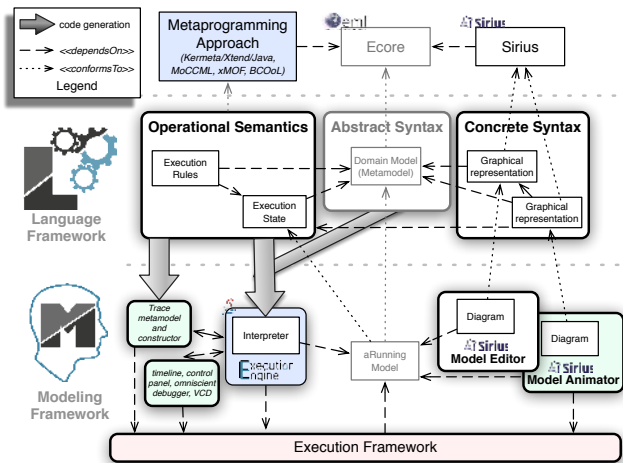 code generation
<<dependsOn>>
<<conformsTo>>
Legend
Metaprogramming
Approach
(Kermeta/Xtend/Java,
MoCCML, xMOF, BCOoL)
eml
Ecore
Sirius
Sirius
Language
Framework
Operational Semantics
Execution
Rules
Execution
State
Abstract Syntax
Domain Model
(Metamodel)
Concrete Syntax
Graphical
representation
Graphical
representation
Modeling
Framework
Trace
metamodel
and
constructor
timeline, control
panel, omniscient
debugger, VCD
Interpreter
Execution
Engine
aRunning
Model
Diagram
Sirius
Model Editor
Diagram
Sirius
Model Animator
Execution Framework